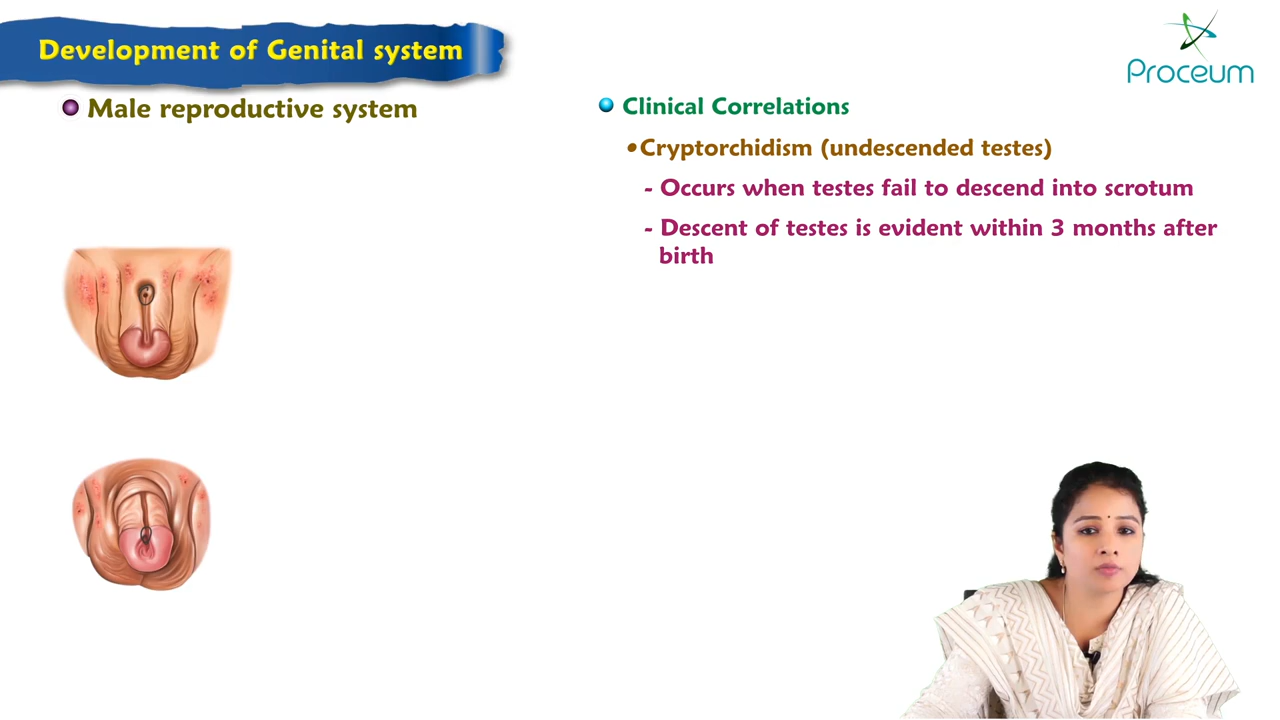 Development of Genital system
Proceum
Male reproductive system
Clinical Correlations
•Cryptorchidism (undescended testes)
- Occurs when testes fail to descend into scrotum
- Descent of testes is evident within 3 months after
birth